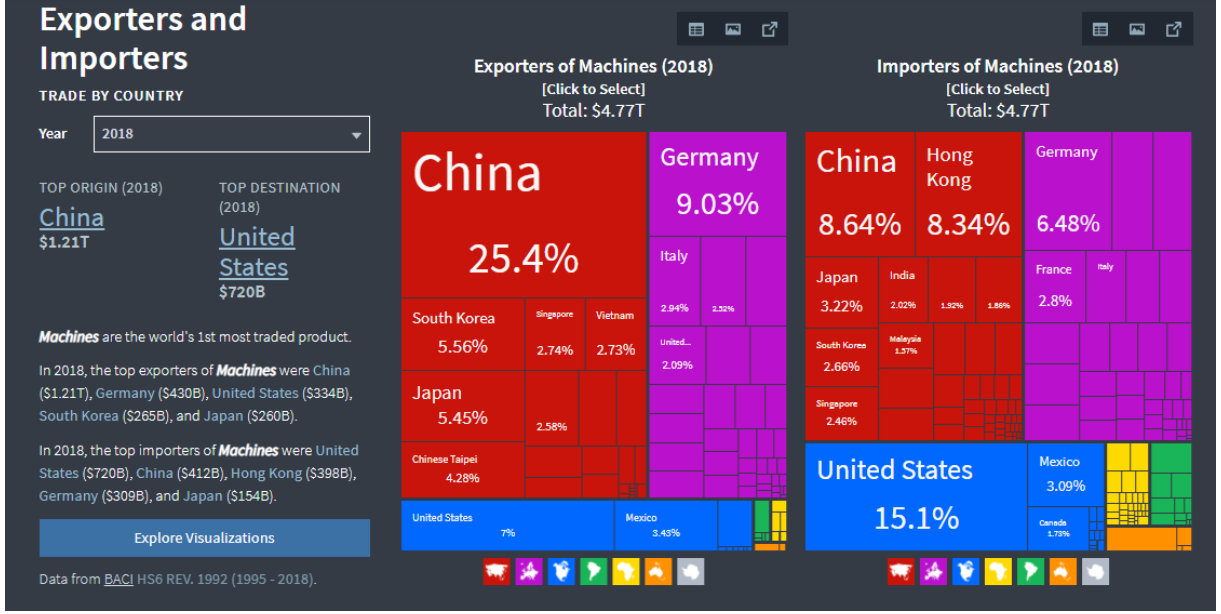 Exporters and
Importers
TRADE BY COUNTRY
Year
2018
TOP ORIGIN (2018)
China
$1.21T
TOP DESTINATION
(2018)
United
States
$720B
Machines are the world's 1st most traded product.
In 2018, the top exporters of Machines were China
($1.21T), Germany ($430B), United States ($334B),
South Korea ($265B), and Japan ($260B).
In 2018, the top importers of Machines were United
States ($720B), China ($412B), Hong Kong ($398B),
Germany ($309B), and Japan ($154B).
Explore Visualizations
Data from BACI HS6 REV. 1992 (1995 - 2018).
Exporters of Machines (2018)
[Click to Select]
Total: $4.77T
China
25.4%
Germany
9.03%
Italy
2.94%
2.52%
United...
2.09%
South Korea
5.56%
Singapore
2.74%
Vietnam
2.73%
Japan
5.45%
2.58%
Chinese Taipei
4.28%
United States
7%
Mexico
3.43%
Importers of Machines (2018)
[Click to Select]
Total: $4.77T
China
8.64%
Hong
Kong
8.34%
Germany
6.48%
Japan
3.22%
India
2.02%
1.92%
1.86%
France
2.8%
Italy
South Korea
2.66%
Malaysia
1.57%
Singapore
2.46%
United States
15.1%
Mexico
3.09%
Canada
1.73%